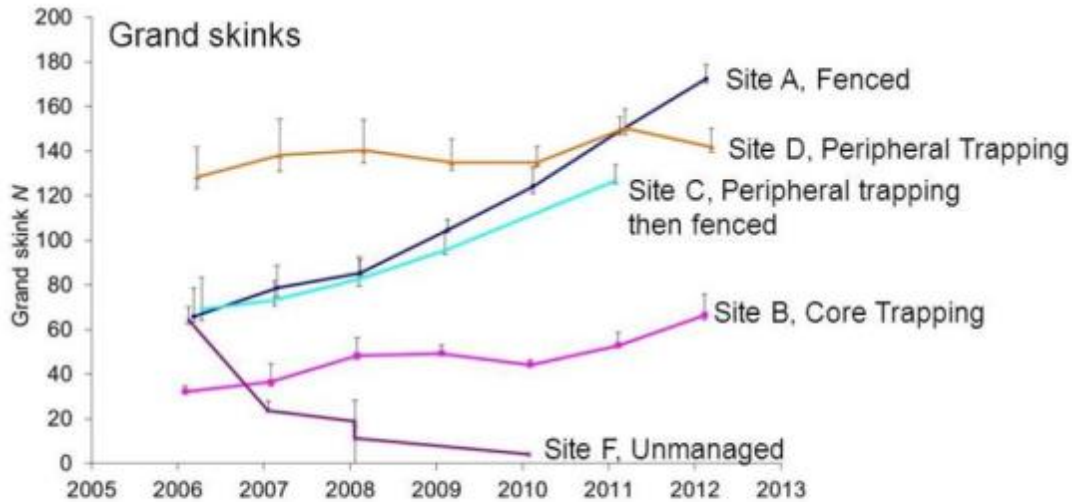 Grand skinks
200
180
160
140
120
100
80
60
40
20
0
Grand skink N
Site A, Fenced
Site D, Peripheral Trapping
Site C, Peripheral trapping
then fenced
Site B, Core Trapping
Site F, Unmanaged
2005 2006 2007 2008 2009 2010 2011 2012 2013